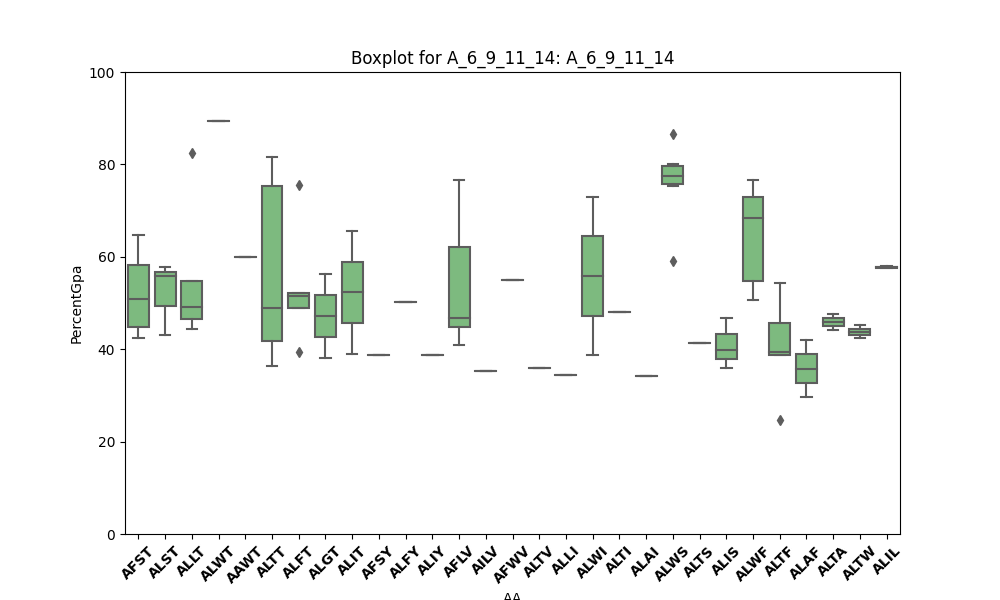 Boxplot for A_6_9_11_14: A_6_9_11_14
PercentGpa
100
80
60
40
20
0
AFST ALST ALLT ALWT AAWT ALTT ALFT ALGT ALIT AFSY ALFY ALIY AFLV AILV AFWV ALTV ALLI ALWI ALTI ALAI ALWS ALTS ALIS ALWF ALTF ALAF ALTA ALTW ALIL
AA